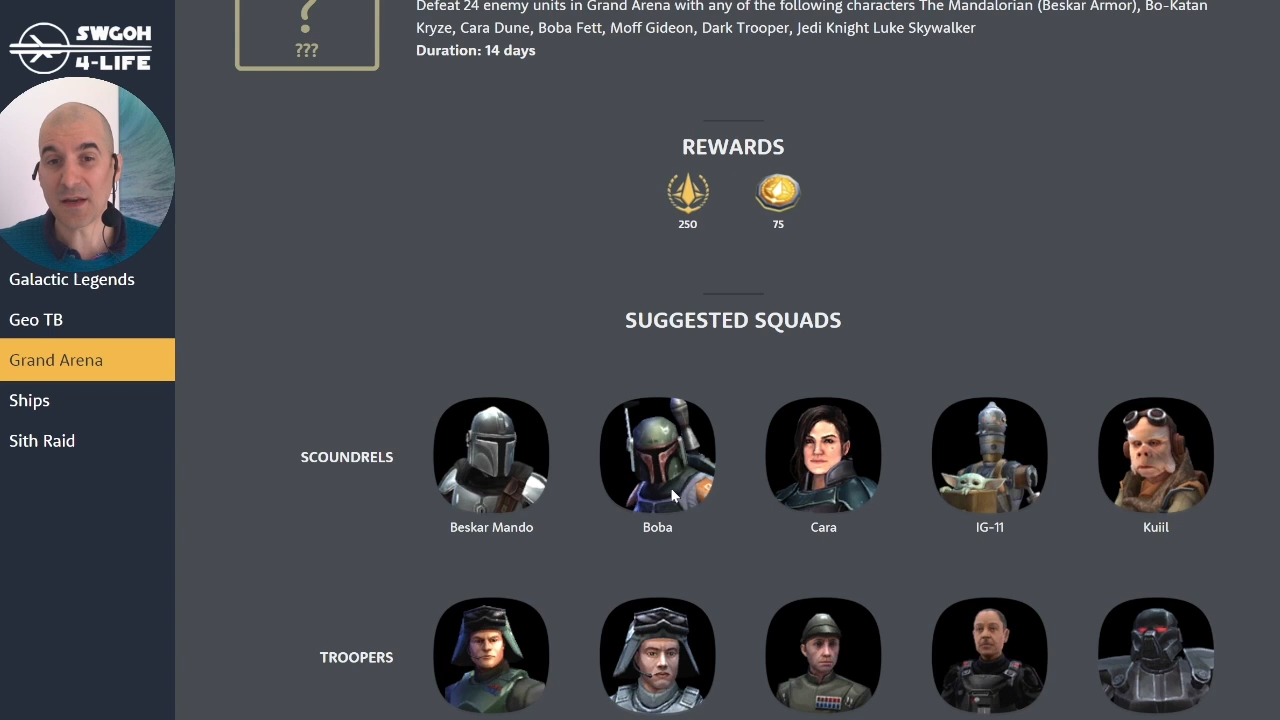 SWGOH
4-LIFE
Galactic Legends
Geo TB
Grand Arena
Ships
Sith Raid
?
???
Defeat 24 enemy units in Grand Arena with any of the following characters The Mandalorian (Beskar Armor), Bo-Katan
Kryze, Cara Dune, Boba Fett, Moff Gideon, Dark Trooper, Jedi Knight Luke Skywalker
Duration: 14 days
REWARDS
250
75
SUGGESTED SQUADS
SCOUNDRELS
Beskar Mando
Boba
Cara
IG-11
Kuiil
TROOPERS